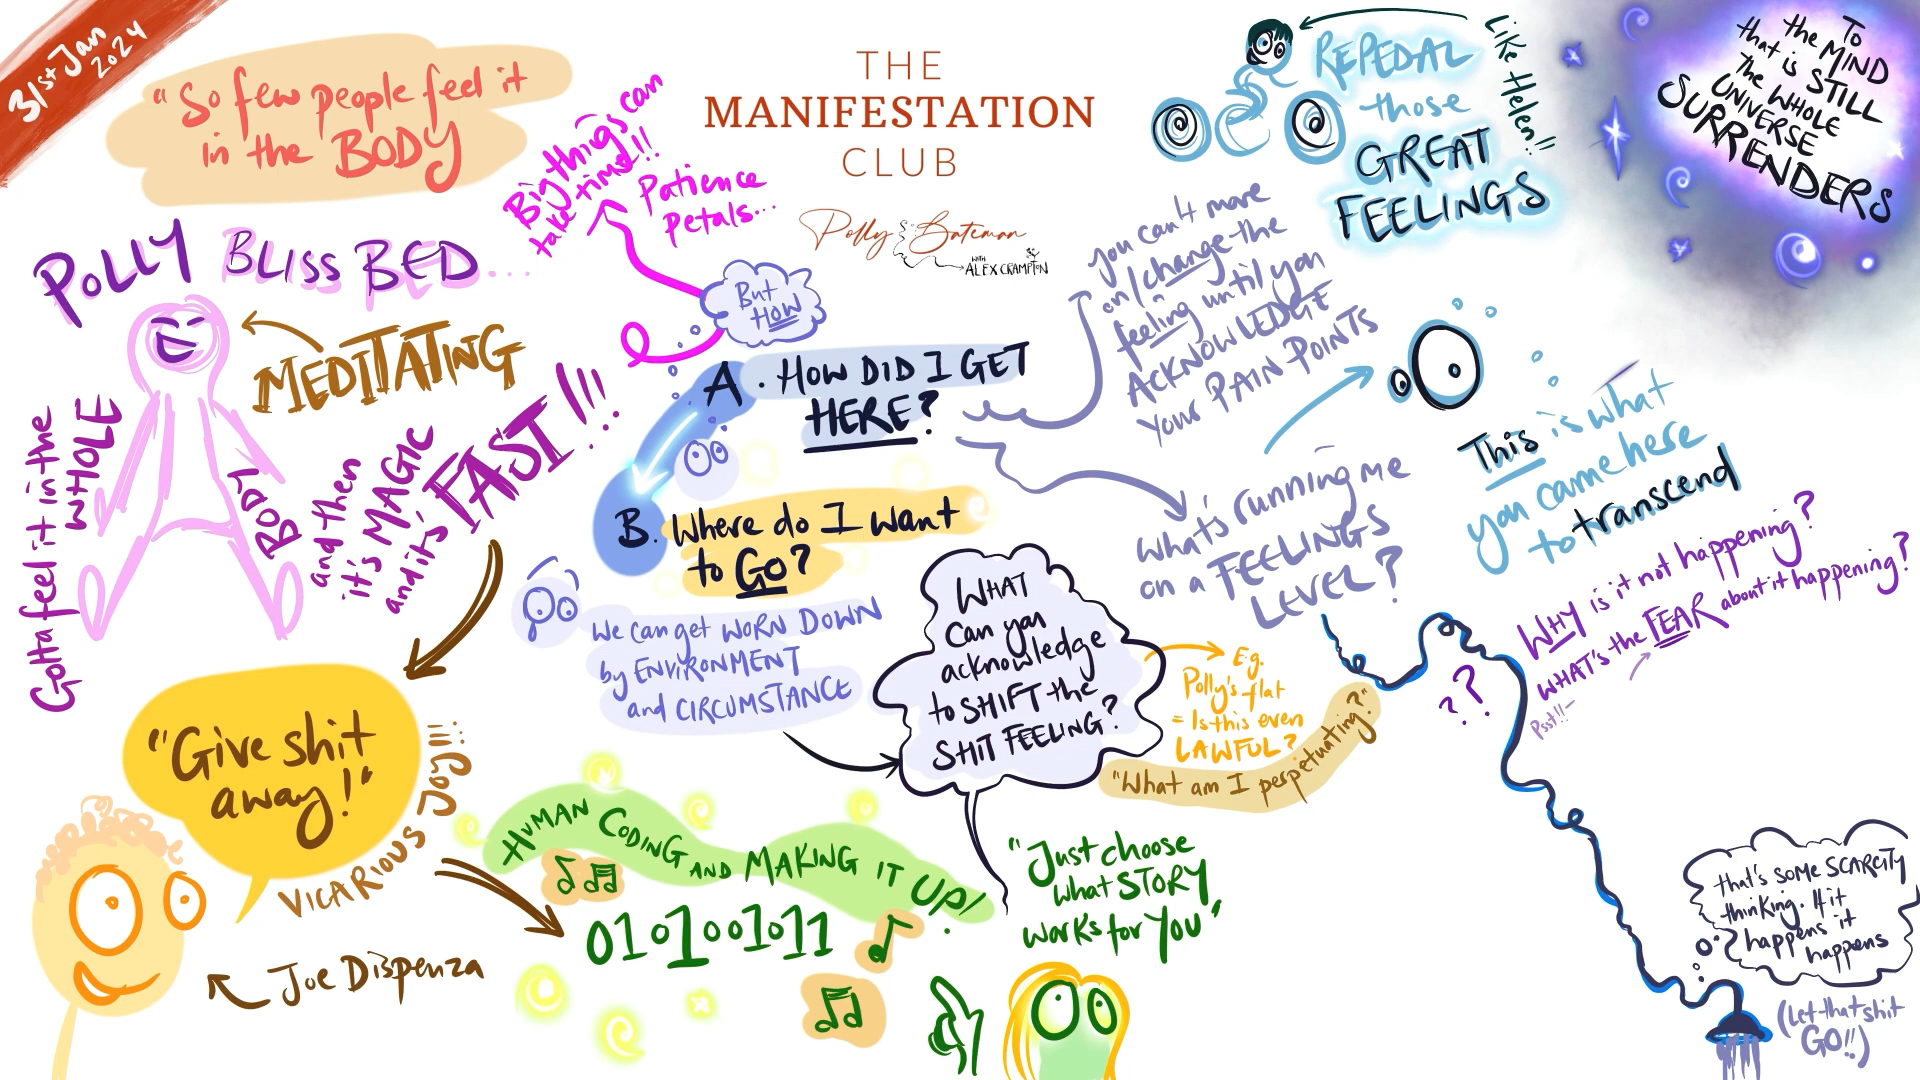 31st Jan
2024
"So few people feel it
in the BODY
Big things can
take time!!
Patience
Petals...
THE
MANIFESTATION
CLUB
Polly Bateman
WITH
ALEX CRAMPTON
REPEDAL
those
GREAT
FEELINGS
Like Helen!!
TO
the MIND
that is STILL
the WHOLE
UNIVERSE
SURRENDERS
POLLY BLISS BED...
MEDITATING
Gotta feel it in the
WHOLE
BODY
and then
it's MAGIC
and it's FAST!!!
But
HOW
A. HOW DID I GET
HERE?
B. Where do I want
to GO?
you can't move
on/change the
feeling until you
ACKNOWLEDGE
your PAIN POINTS
What's running me
on a FEELINGS
LEVEL?
This is what
you came here
to transcend
WHY is it not happening?
WHAT's the FEAR about it happening?
Psst!!-
??
We can get WORN DOWN
by ENVIRONMENT
and CIRCUMSTANCE
WHAT
Can you
acknowledge
to SHIFT the
SHIT FEELING?
E.g.
Polly's flat
= Is this even
LAWFUL?
"What am I perpetuating?"
"Give shit
away!"
VICARIOUS JOY!!!
Joe Dispenza
HUMAN CODING AND MAKING IT UP!
0101001011
"Just choose
what STORY
works for YOU"
that's some SCARCITY
thinking. If it
happens it
happens
(Let that shit
GO!!)